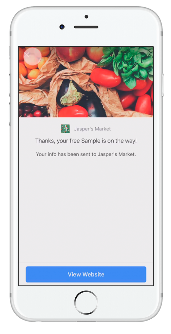 Jasper's Market
Thanks, your free Sample is on the way.
Your info has been sent to Jasper's Market.
View Website